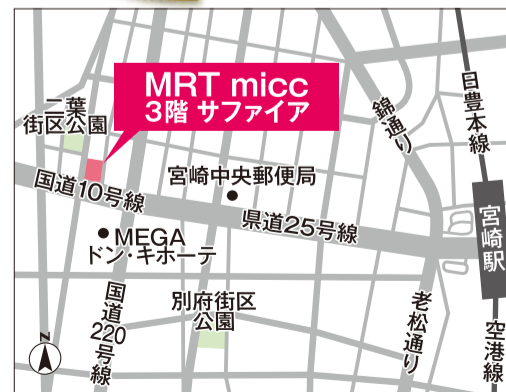 MRT micc
3階 サファイア
二葉
街区公園
錦通り
日豊本線
国道10号線
宮崎中央郵便局
県道25号線
宮崎駅
MEGA
ドン・キホーテ
国道220号線
別府街区
公園
老松通り
空港線
N